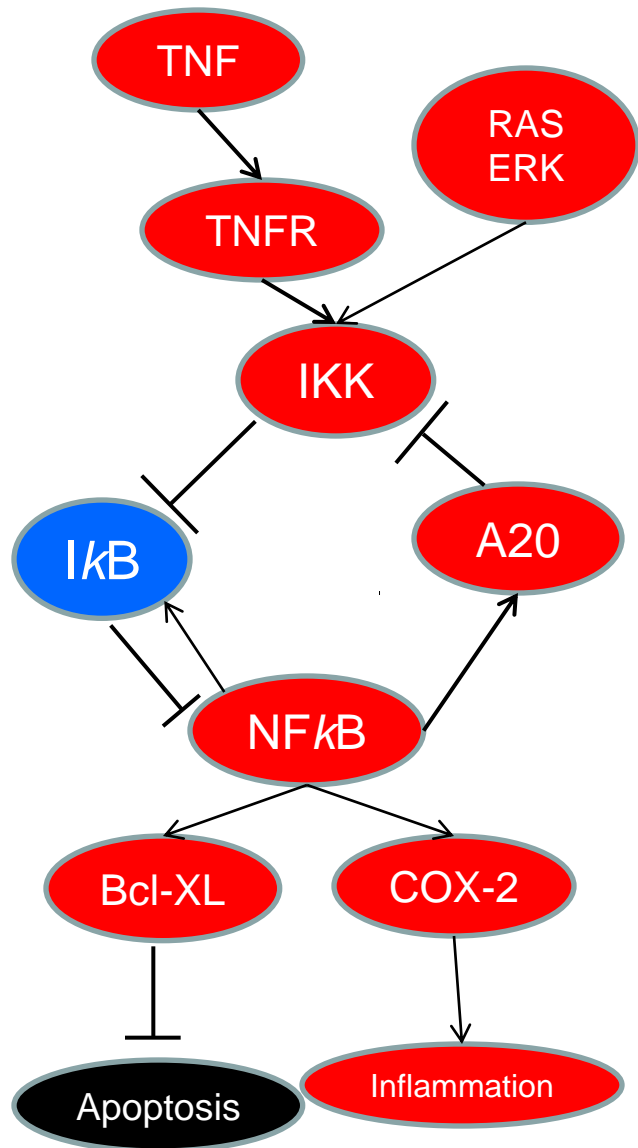 TNF
RAS
ERK
TNFR
IKK
IkB
A20
NFkB
Bcl-XL
COX-2
Apoptosis
Inflammation